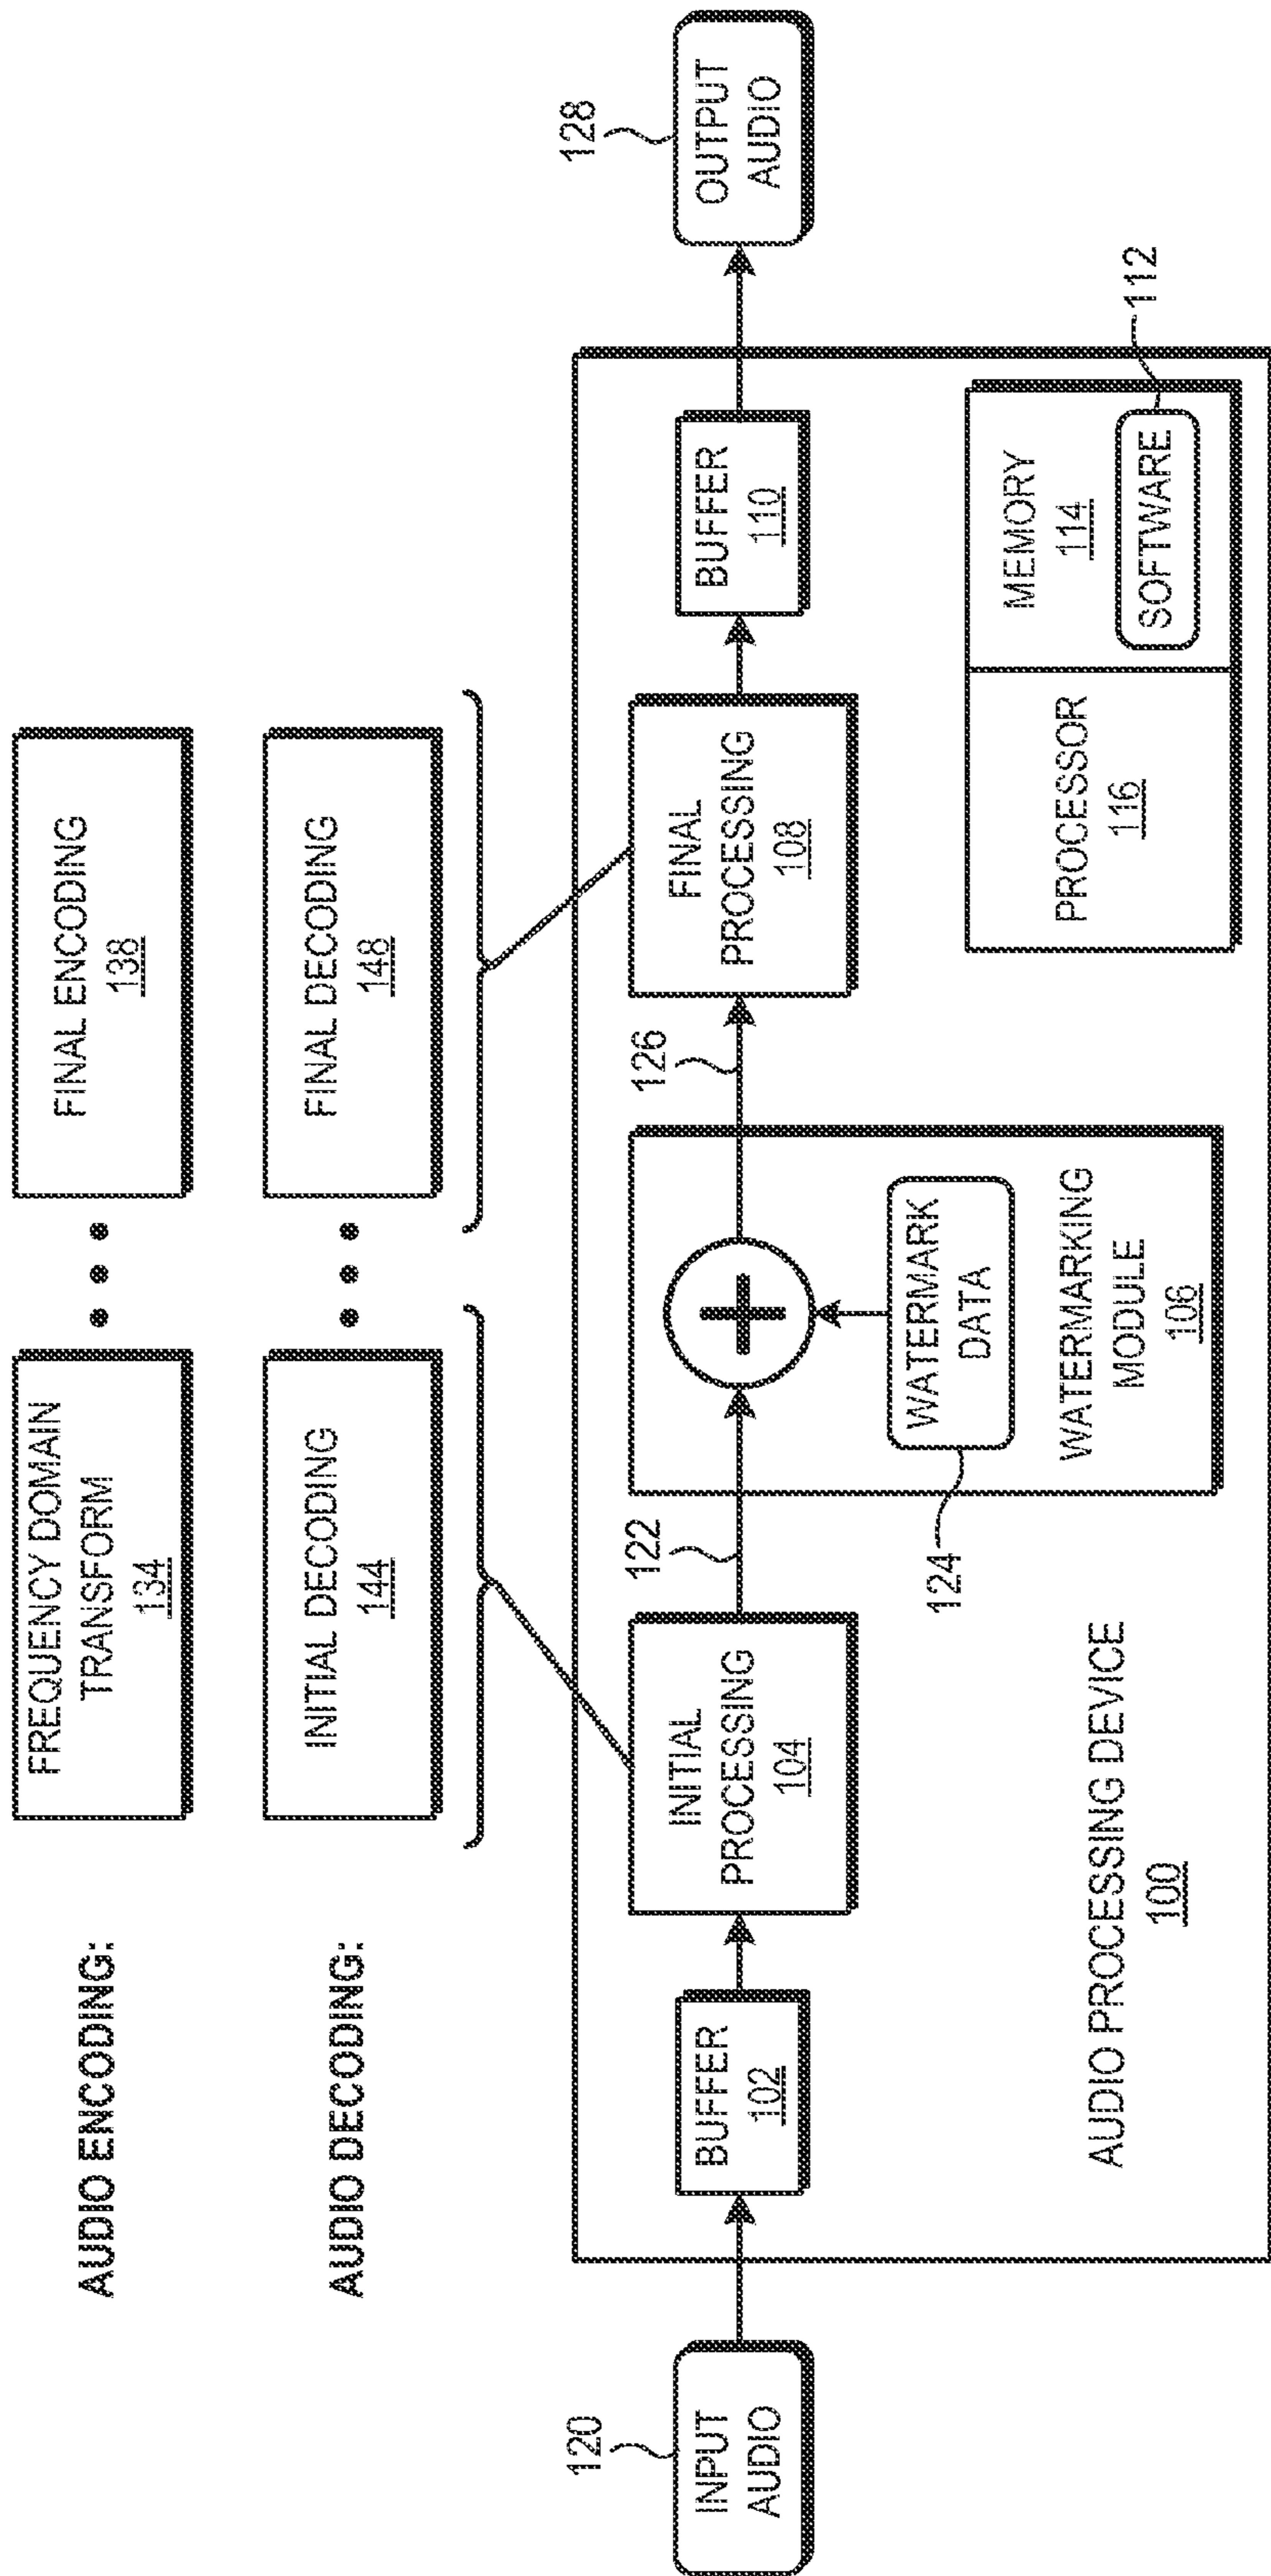 AUDIO ENCODING:
FREQUENCY DOMAIN
TRANSFORM
134
FINAL ENCODING
138
AUDIO DECODING:
INITIAL DECODING
144
FINAL DECODING
148
120
INPUT
AUDIO
BUFFER
102
INITIAL
PROCESSING
104
122
WATERMARK
DATA
124
WATERMARKING
MODULE
106
126
FINAL
PROCESSING
108
BUFFER
110
128
OUTPUT
AUDIO
AUDIO PROCESSING DEVICE
100
PROCESSOR
116
MEMORY
114
SOFTWARE
112